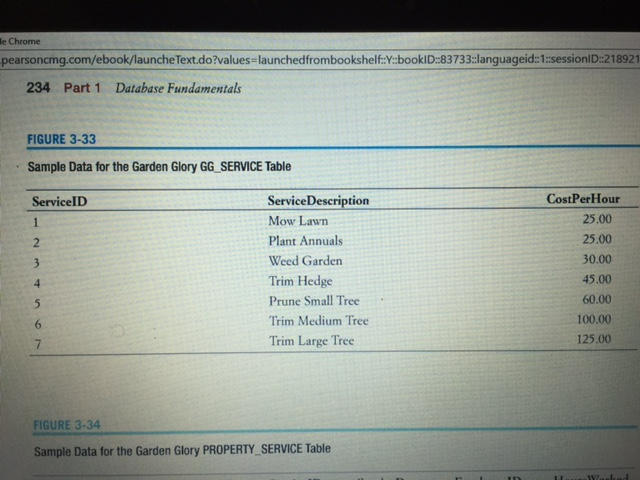 le Chrome
pearsoncmg.com/ebook/launcheText.do?values=launchedfrombookshelf::Y::bookID::83733::languageid::1::sessionID::218921
234 Part 1 Database Fundamentals
FIGURE 3-33
Sample Data for the Garden Glory GG_SERVICE Table
ServiceID ServiceDescription CostPerHour
1 Mow Lawn 25.00
2 Plant Annuals 25.00
3 Weed Garden 30.00
4 Trim Hedge 45.00
5 Prune Small Tree 60.00
6 Trim Medium Tree 100.00
7 Trim Large Tree 125.00
FIGURE 3-34
Sample Data for the Garden Glory PROPERTY_SERVICE Table